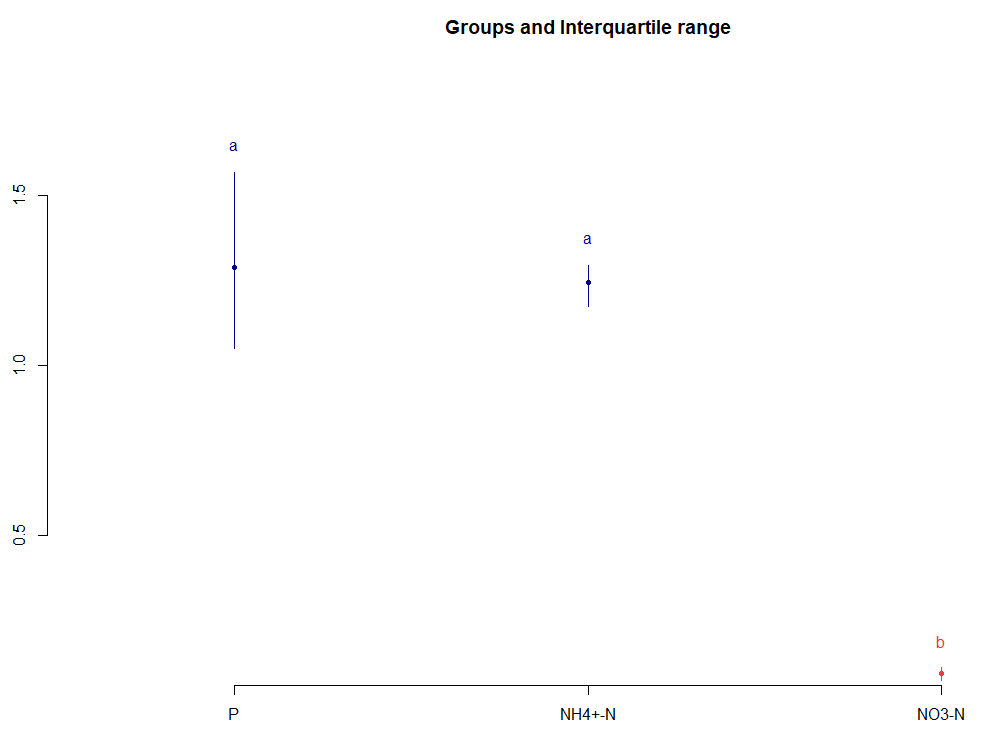 Groups and Interquartile range
a
1.5
a
1.0
0.5
b
P NH4+-N NO3-N